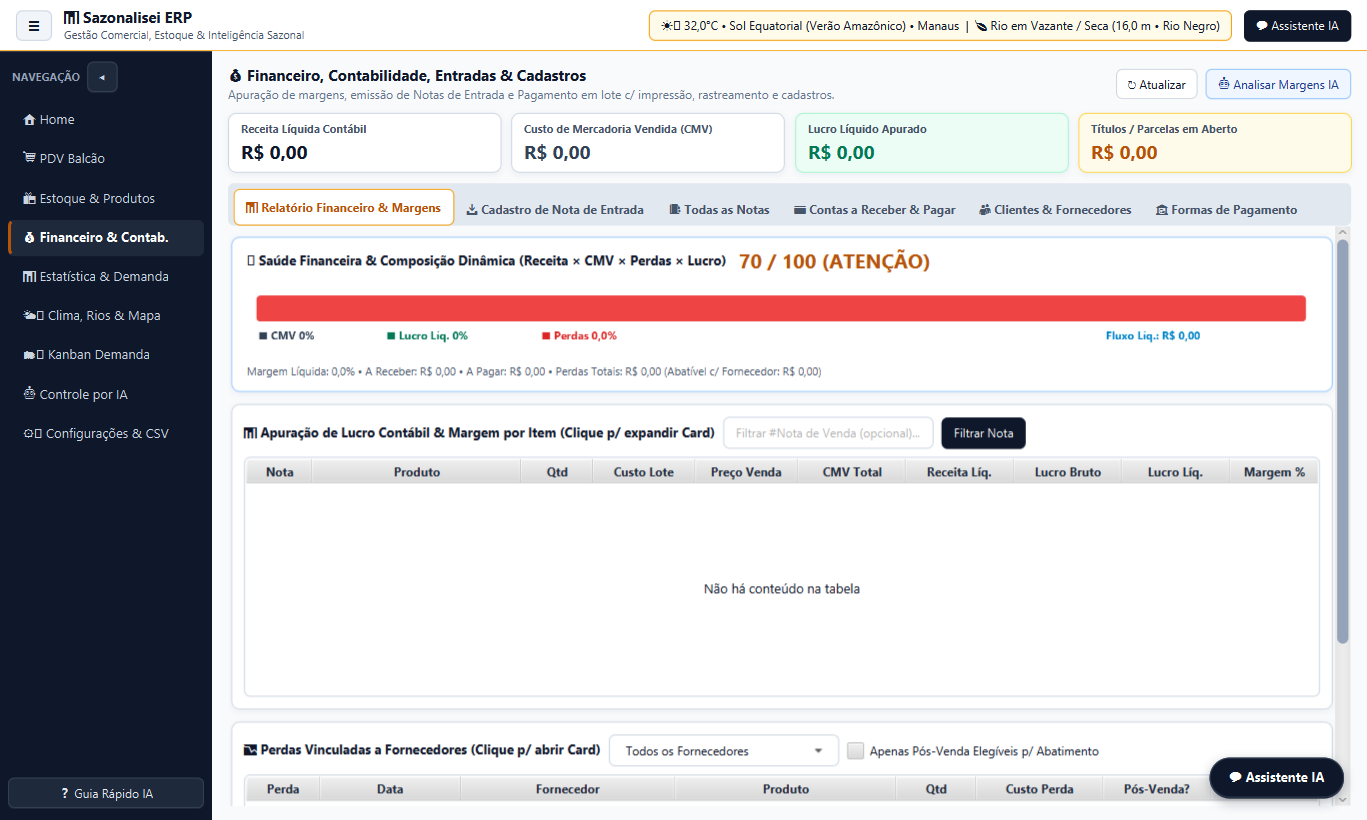 Sazonalisei ERP
Gestão Comercial, Estoque & Inteligência Sazonal
32,0°C • Sol Equatorial (Verão Amazônico) • Manaus | Rio em Vazante / Seca (16,0 m • Rio Negro)
Assistente IA
NAVEGAÇÃO
Home
PDV Balcão
Estoque & Produtos
Financeiro & Contab.
Estatística & Demanda
Clima, Rios & Mapa
Kanban Demanda
Controle por IA
Configurações & CSV
? Guia Rápido IA
Financeiro, Contabilidade, Entradas & Cadastros
Apuração de margens, emissão de Notas de Entrada e Pagamento em lote c/ impressão, rastreamento e cadastros.
↻ Atualizar
Analisar Margens IA
Receita Líquida Contábil
R$ 0,00
Custo de Mercadoria Vendida (CMV)
R$ 0,00
Lucro Líquido Apurado
R$ 0,00
Títulos / Parcelas em Aberto
R$ 0,00
Relatório Financeiro & Margens
Cadastro de Nota de Entrada
Todas as Notas
Contas a Receber & Pagar
Clientes & Fornecedores
Formas de Pagamento
Saúde Financeira & Composição Dinâmica (Receita × CMV × Perdas × Lucro) 70 / 100 (ATENÇÃO)
CMV 0% Lucro Liq. 0% Perdas 0,0% Fluxo Liq.: R$ 0,00
Margem Líquida: 0,0% • A Receber: R$ 0,00 • A Pagar: R$ 0,00 • Perdas Totais: R$ 0,00 (Abatível c/ Fornecedor: R$ 0,00)
Apuração de Lucro Contábil & Margem por Item (Clique p/ expandir Card) Filtrar #Nota de Venda (opcional)... Filtrar Nota
Nota Produto Qtd Custo Lote Preço Venda CMV Total Receita Líq. Lucro Bruto Lucro Líq. Margem %
Não há conteúdo na tabela
Perdas Vinculadas a Fornecedores (Clique p/ abrir Card) Todos os Fornecedores Apenas Pós-Venda Elegíveis p/ Abatimento
Perda Data Fornecedor Produto Qtd Custo Perda Pós-Venda?
Assistente IA